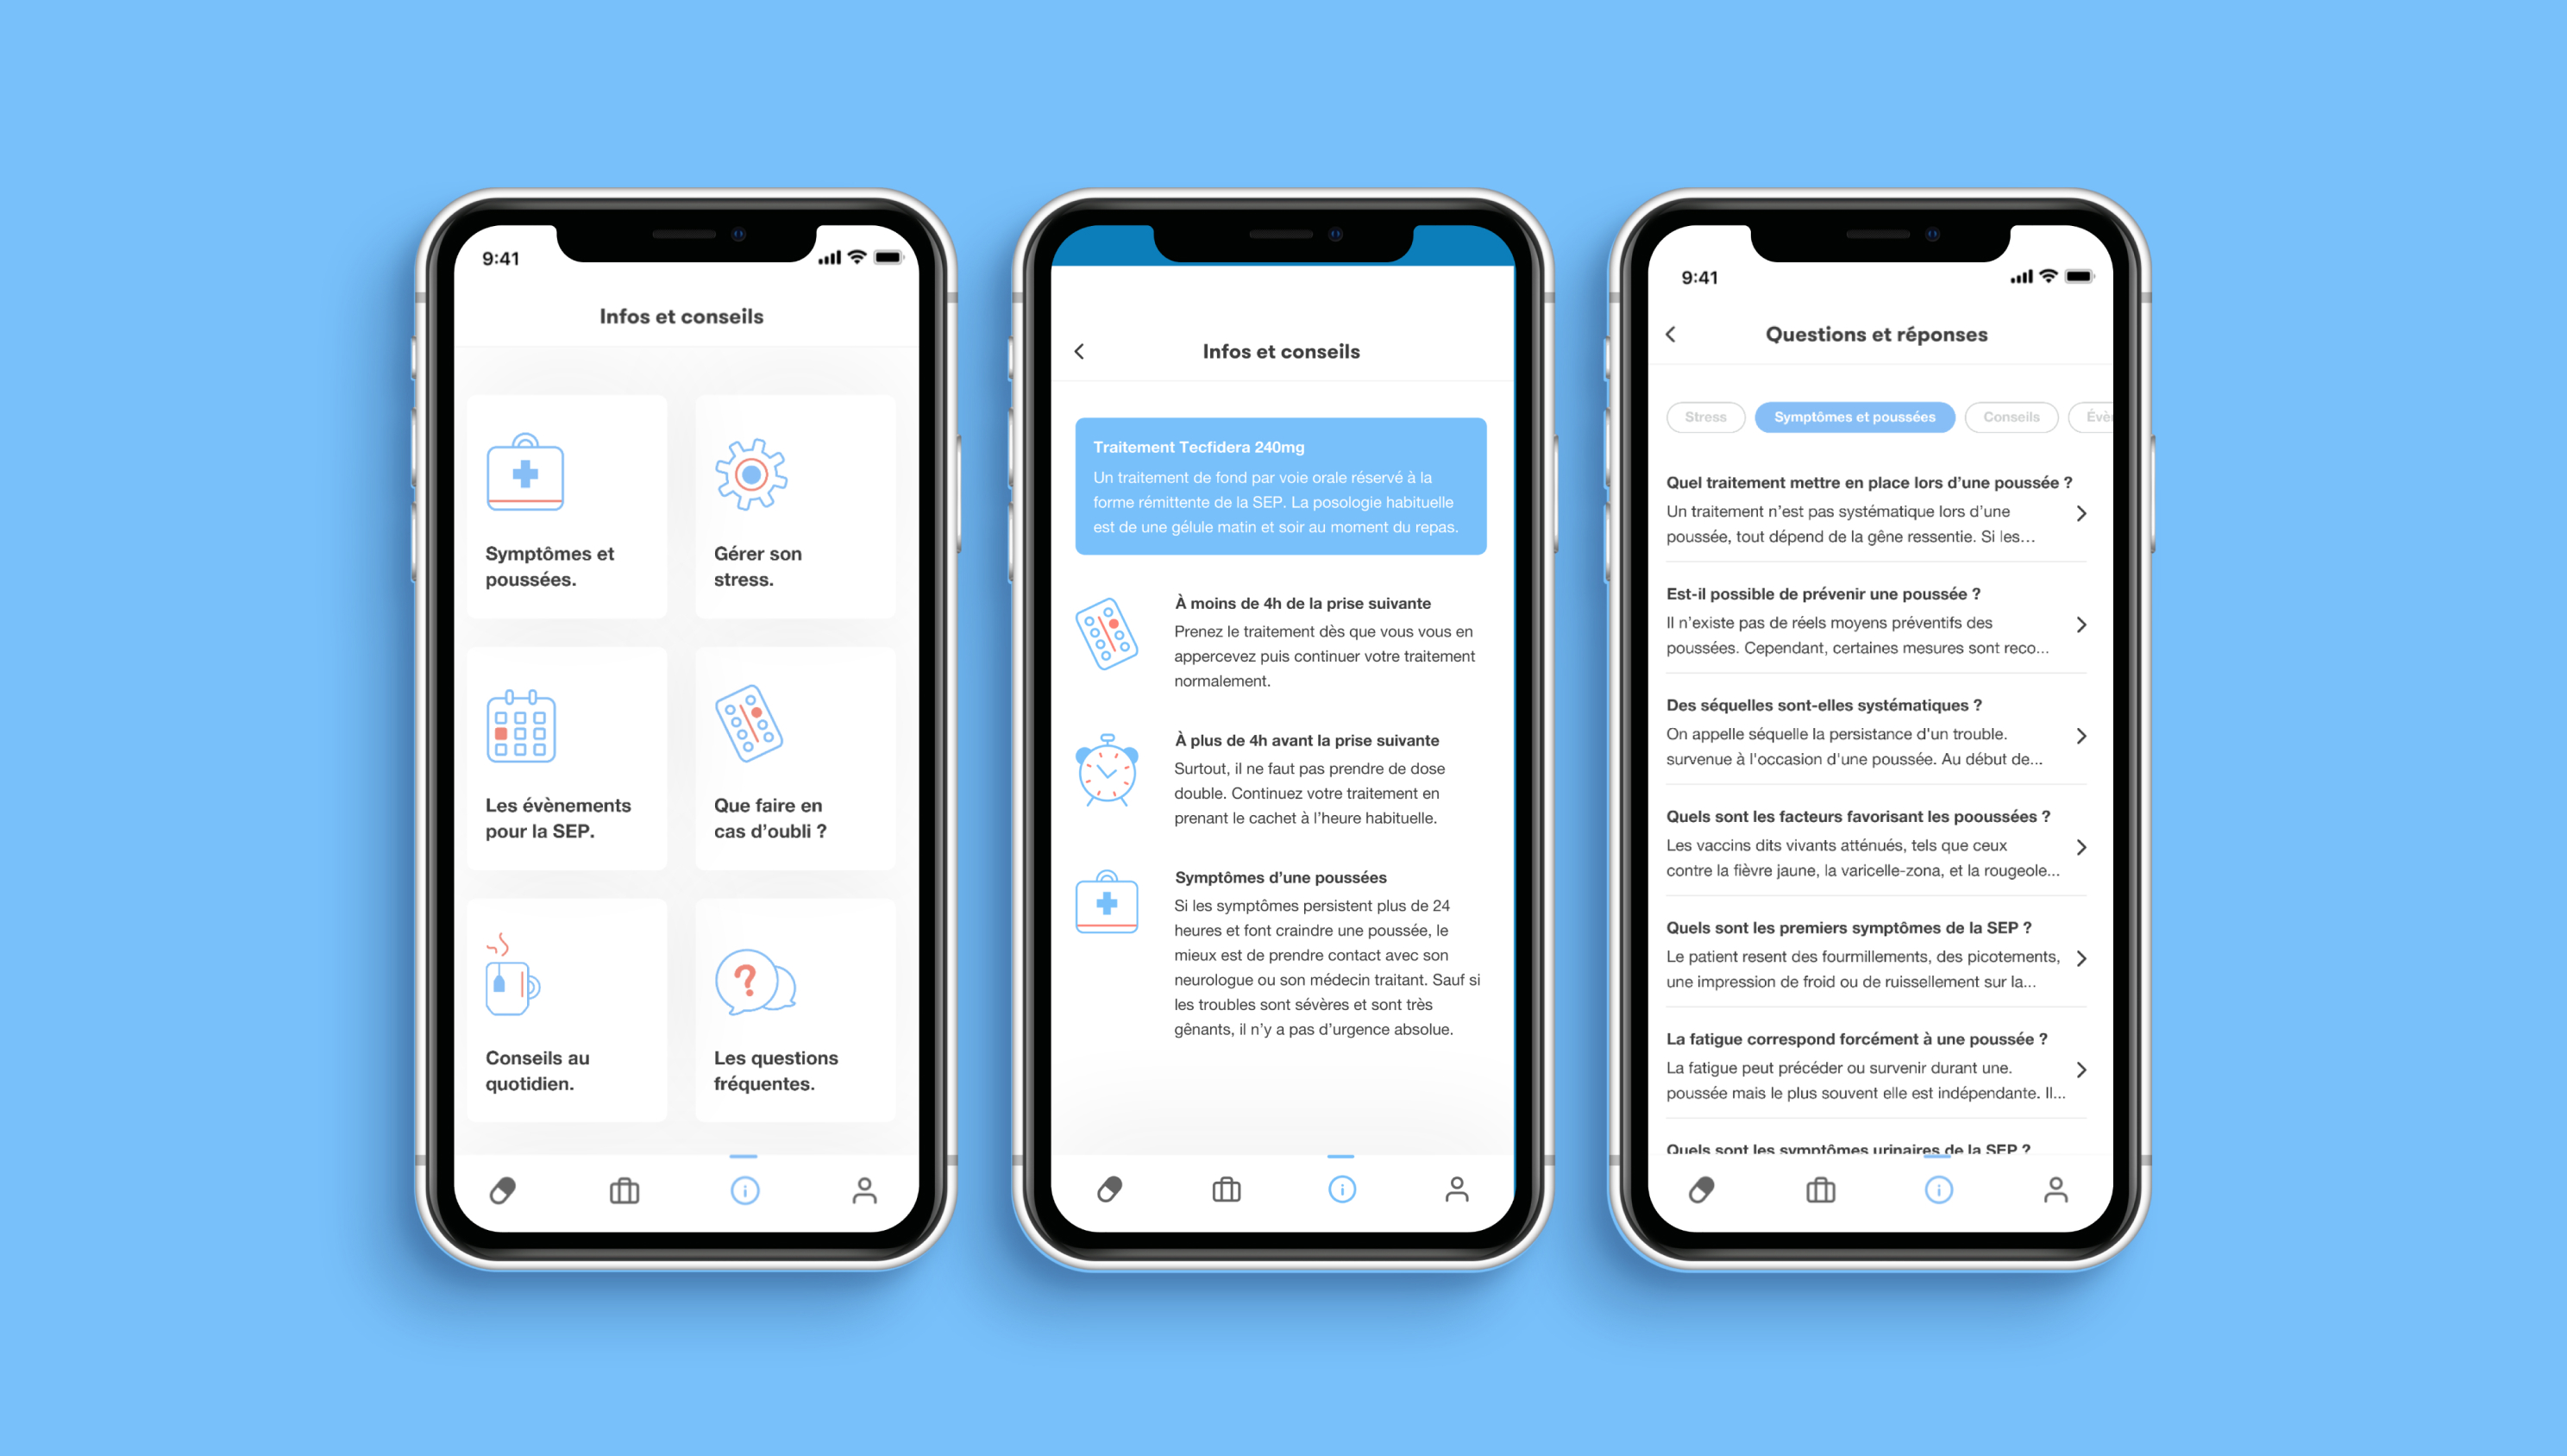 9:41
Infos et conseils
Symptômes et
poussées.
Gérer son
stress.
Les évènements
pour la SEP.
Que faire en
cas d'oubli ?
Conseils au
quotidien.
Les questions
fréquentes.
Infos et conseils
Traitement Tecfidera 240mg
Un traitement de fond par voie orale réservé à la
forme rémittente de la SEP. La posologie habituelle
est de une gélule matin et soir au moment du repas.
À moins de 4h de la prise suivante
Prenez le traitement dès que vous vous en
appercevez puis continuer votre traitement
normalement.
À plus de 4h avant la prise suivante
Surtout, il ne faut pas prendre de dose
double. Continuez votre traitement en
prenant le cachet à l'heure habituelle.
Symptômes d'une poussées
Si les symptômes persistent plus de 24
heures et font craindre une poussée, le
mieux est de prendre contact avec son
neurologue ou son médecin traitant. Sauf si
les troubles sont sévères et sont très
gênants, il n'y a pas d'urgence absolue.
9:41
Questions et réponses
Stress Symptômes et poussées Conseils Évè
Quel traitement mettre en place lors d'une poussée ?
Un traitement n'est pas systématique lors d'une
poussée, tout dépend de la gêne ressentie. Si les...
Est-il possible de prévenir une poussée ?
Il n'existe pas de réels moyens préventifs des
poussées. Cependant, certaines mesures sont reco...
Des séquelles sont-elles systématiques ?
On appelle séquelle la persistance d'un trouble.
survenue à l'occasion d'une poussée. Au début de...
Quels sont les facteurs favorisant les pooussées ?
Les vaccins dits vivants atténués, tels que ceux
contre la fièvre jaune, la varicelle-zona, et la rougeole...
Quels sont les premiers symptômes de la SEP ?
Le patient resent des fourmillements, des picotements,
une impression de froid ou de ruissellement sur la...
La fatigue correspond forcément à une poussée ?
La fatigue peut précéder ou survenir durant une.
poussée mais le plus souvent elle est indépendante. Il...
Quels sont les symptômes urinaires de la SEP ?